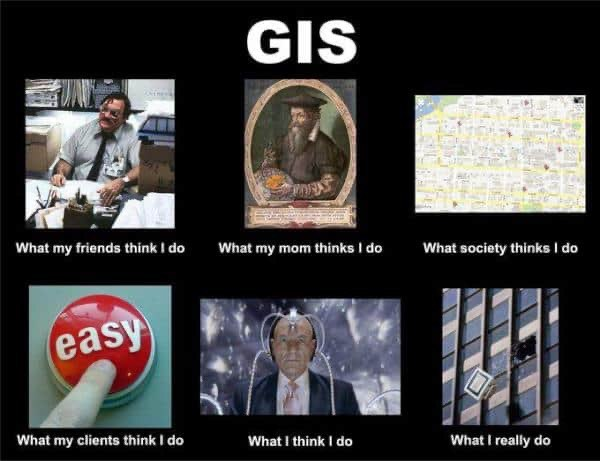 GIS
What my friends think I do
What my mom thinks I do
What society thinks I do
easy
What my clients think I do
What I think I do
What I really do